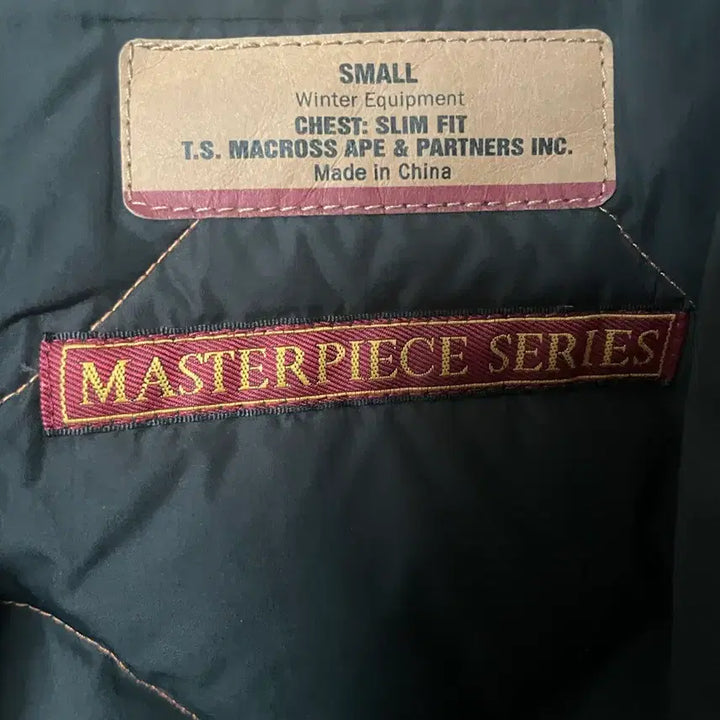 SMALL
Winter Equipment
CHEST: SLIM FIT
T.S. MACROSS APE & PARTNERS INC.
Made in China
MASTERPIECE SERIES